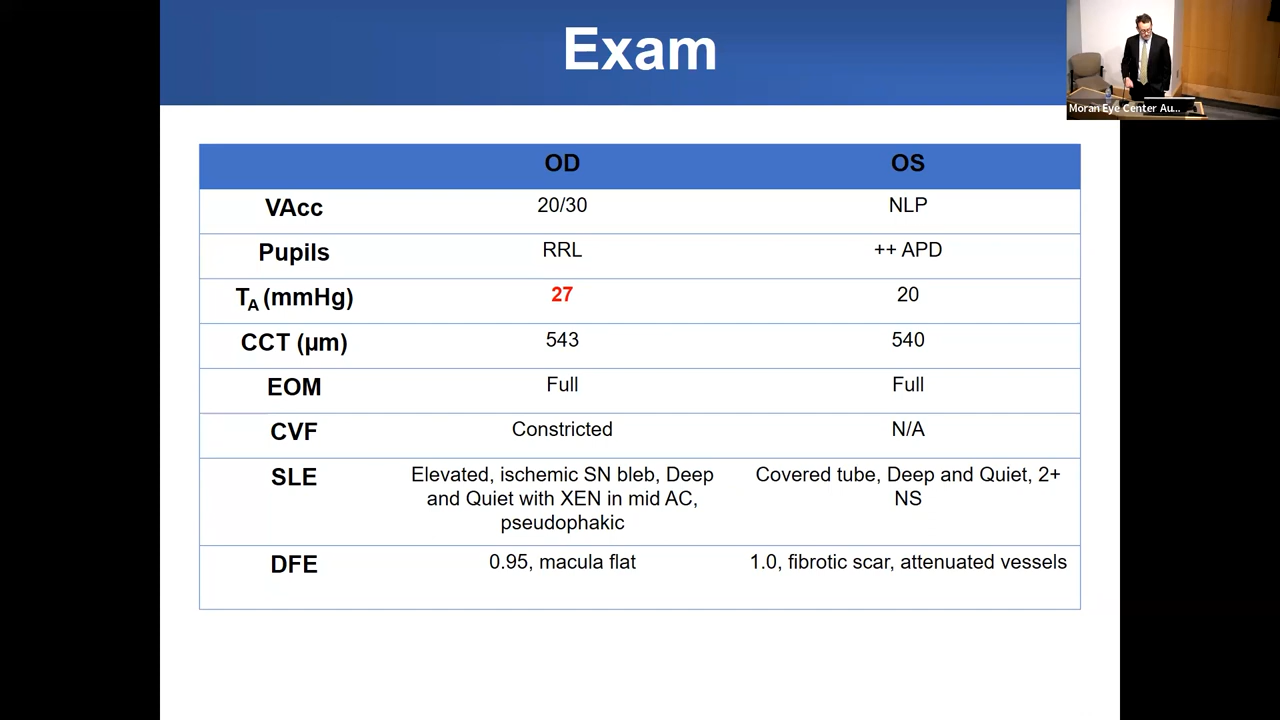 Exam
Moran Eye Center Au...
OD OS
VAcc 20/30 NLP
Pupils RRL ++ APD
TA (mmHg) 27 20
CCT (µm) 543 540
EOM Full Full
CVF Constricted N/A
SLE Elevated, ischemic SN bleb, Deep Covered tube, Deep and Quiet, 2+
and Quiet with XEN in mid AC, NS
pseudophakic
DFE 0.95, macula flat 1.0, fibrotic scar, attenuated vessels